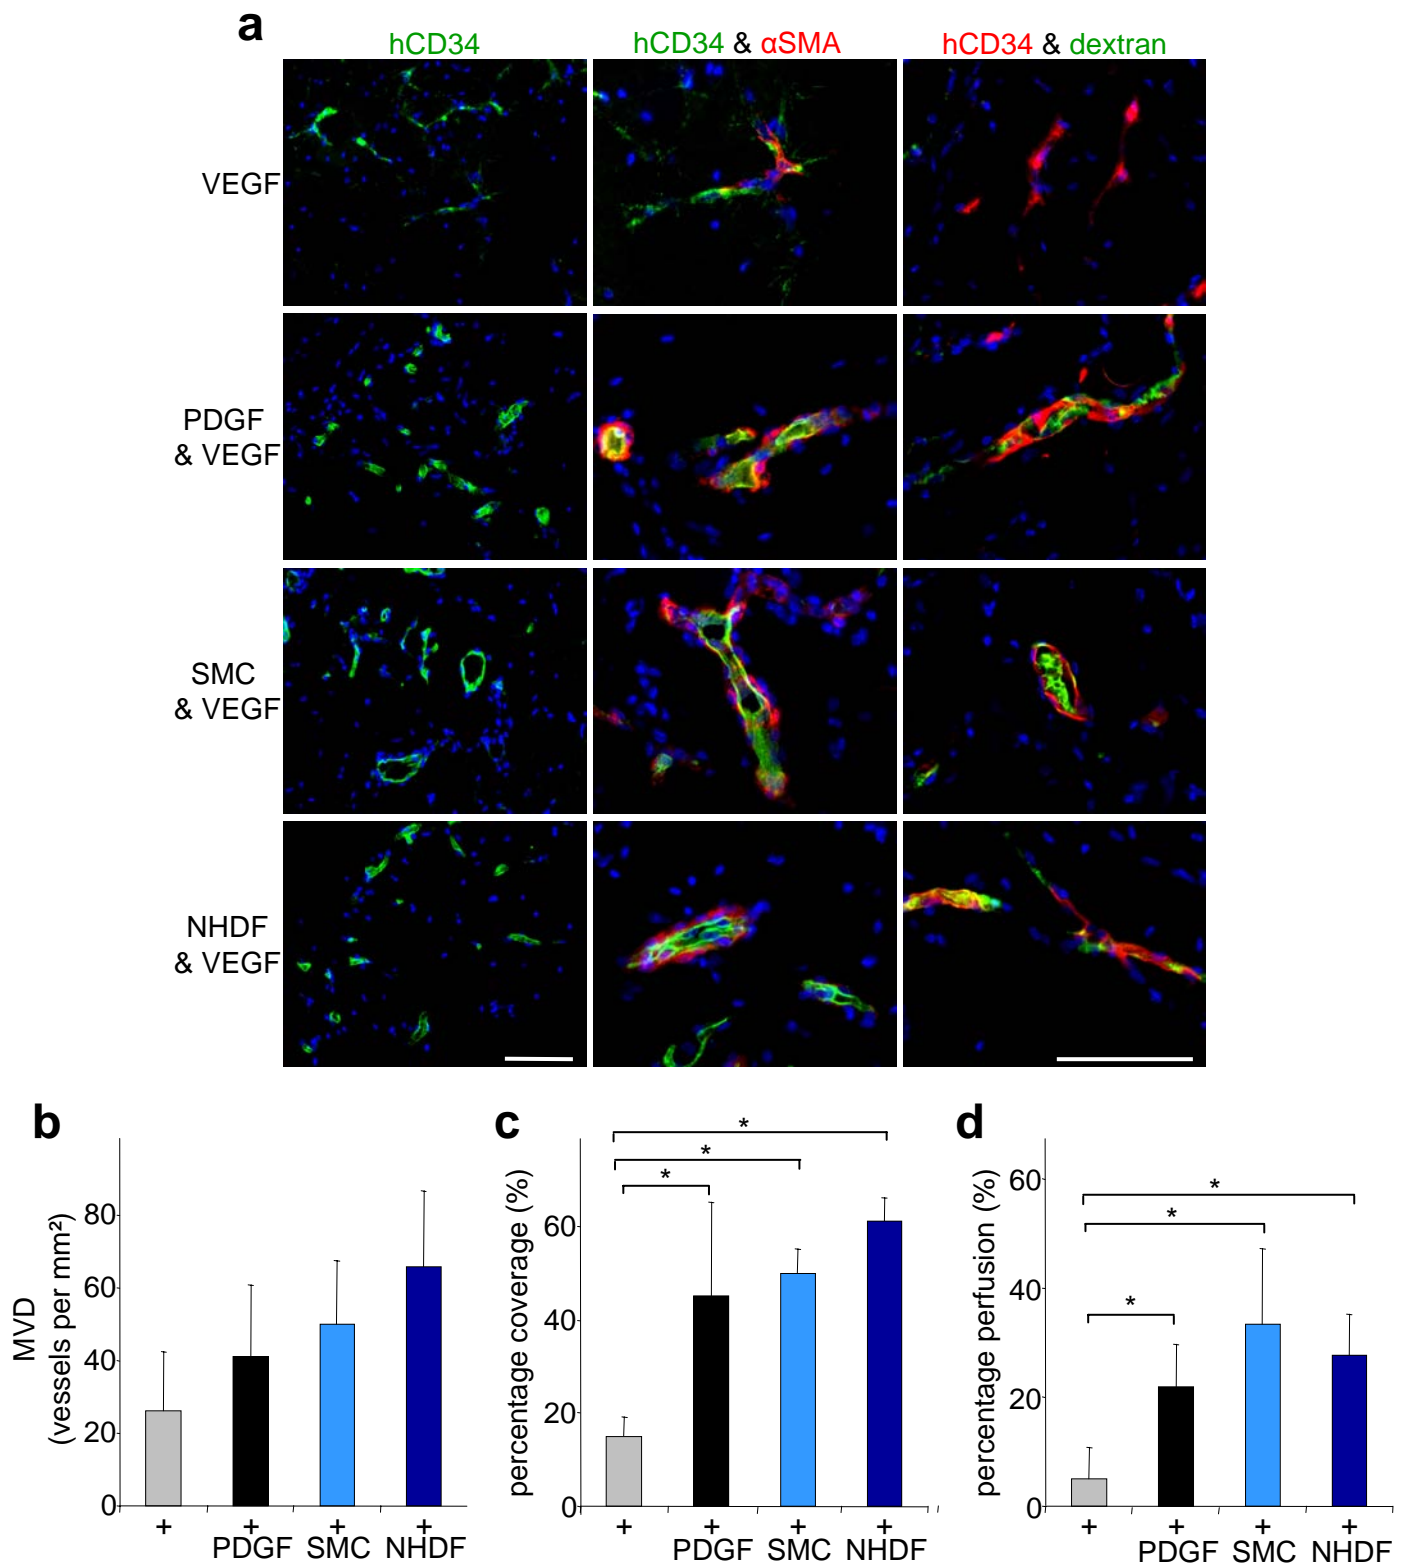 a
hCD34
hCD34 & αSMA
hCD34 & dextran
VEGF
PDGF
& VEGF
SMC
& VEGF
NHDF
& VEGF
b
MVD
(vessels per mm²)
80
60
40
20
0
+ + + +
PDGF SMC NHDF
c
percentage coverage (%)
60
40
20
0
* * *
+ + + +
PDGF SMC NHDF
d
percentage perfusion (%)
60
40
20
0
* * *
+ + + +
PDGF SMC NHDF